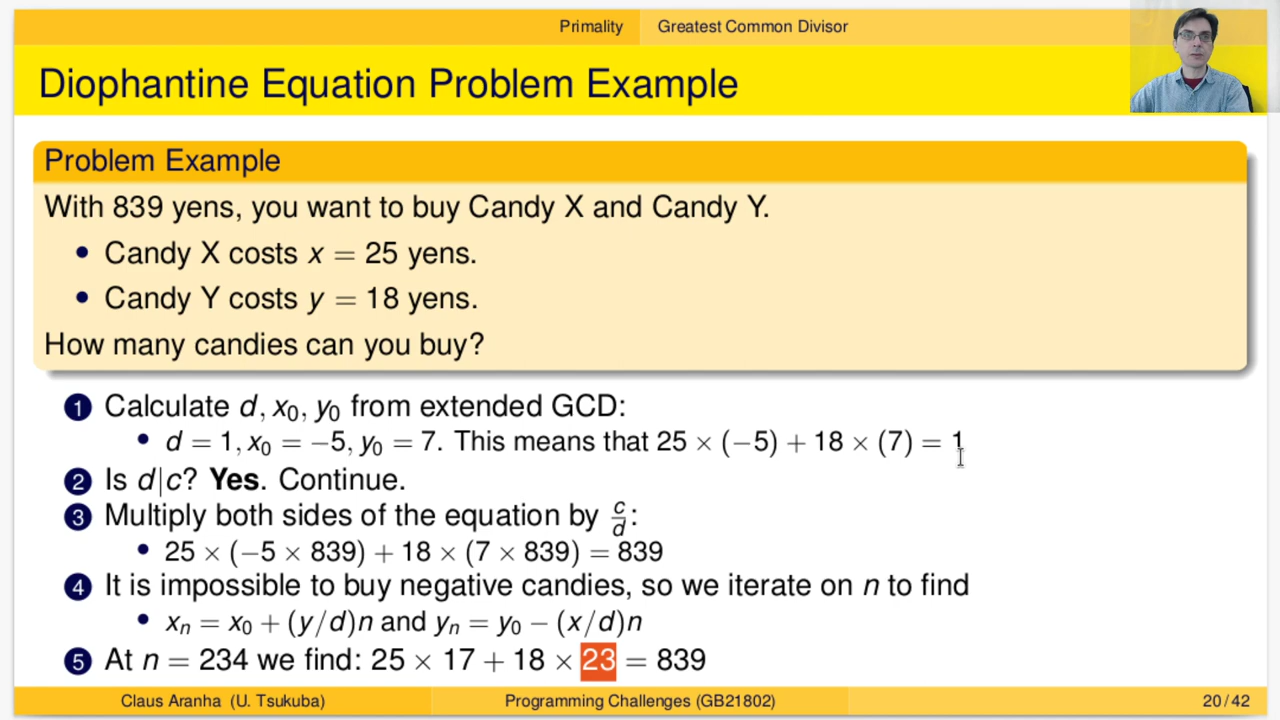 Primality Greatest Common Divisor
Diophantine Equation Problem Example
Problem Example
With 839 yens, you want to buy Candy X and Candy Y.
• Candy X costs x = 25 yens.
• Candy Y costs y = 18 yens.
How many candies can you buy?
1 Calculate d, x₀, y₀ from extended GCD:
• d = 1, x₀ = −5, y₀ = 7. This means that 25 × (−5) + 18 × (7) = 1
2 Is d|c? Yes. Continue.
3 Multiply both sides of the equation by c/d:
• 25 × (−5 × 839) + 18 × (7 × 839) = 839
4 It is impossible to buy negative candies, so we iterate on n to find
• xₙ = x₀ + (y/d)n and yₙ = y₀ − (x/d)n
5 At n = 234 we find: 25 × 17 + 18 × 23 = 839
Claus Aranha (U. Tsukuba) Programming Challenges (GB21802) 20 / 42